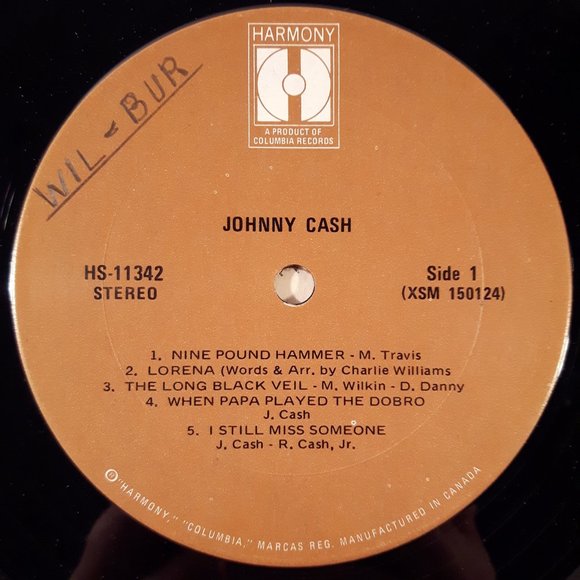 HARMONY
A PRODUCT OF
COLUMBIA RECORDS
WIL-BUR
JOHNNY CASH
HS-11342
STEREO
Side 1
(XSM 150124)
1. NINE POUND HAMMER - M. Travis
2. LORENA (Words & Arr. by Charlie Williams
3. THE LONG BLACK VEIL - M. Wilkin - D. Danny
4. WHEN PAPA PLAYED THE DOBRO
J. Cash
5. I STILL MISS SOMEONE
J. Cash - R. Cash, Jr.
℗"HARMONY," "COLUMBIA," MARCAS REG. MANUFACTURED IN CANADA